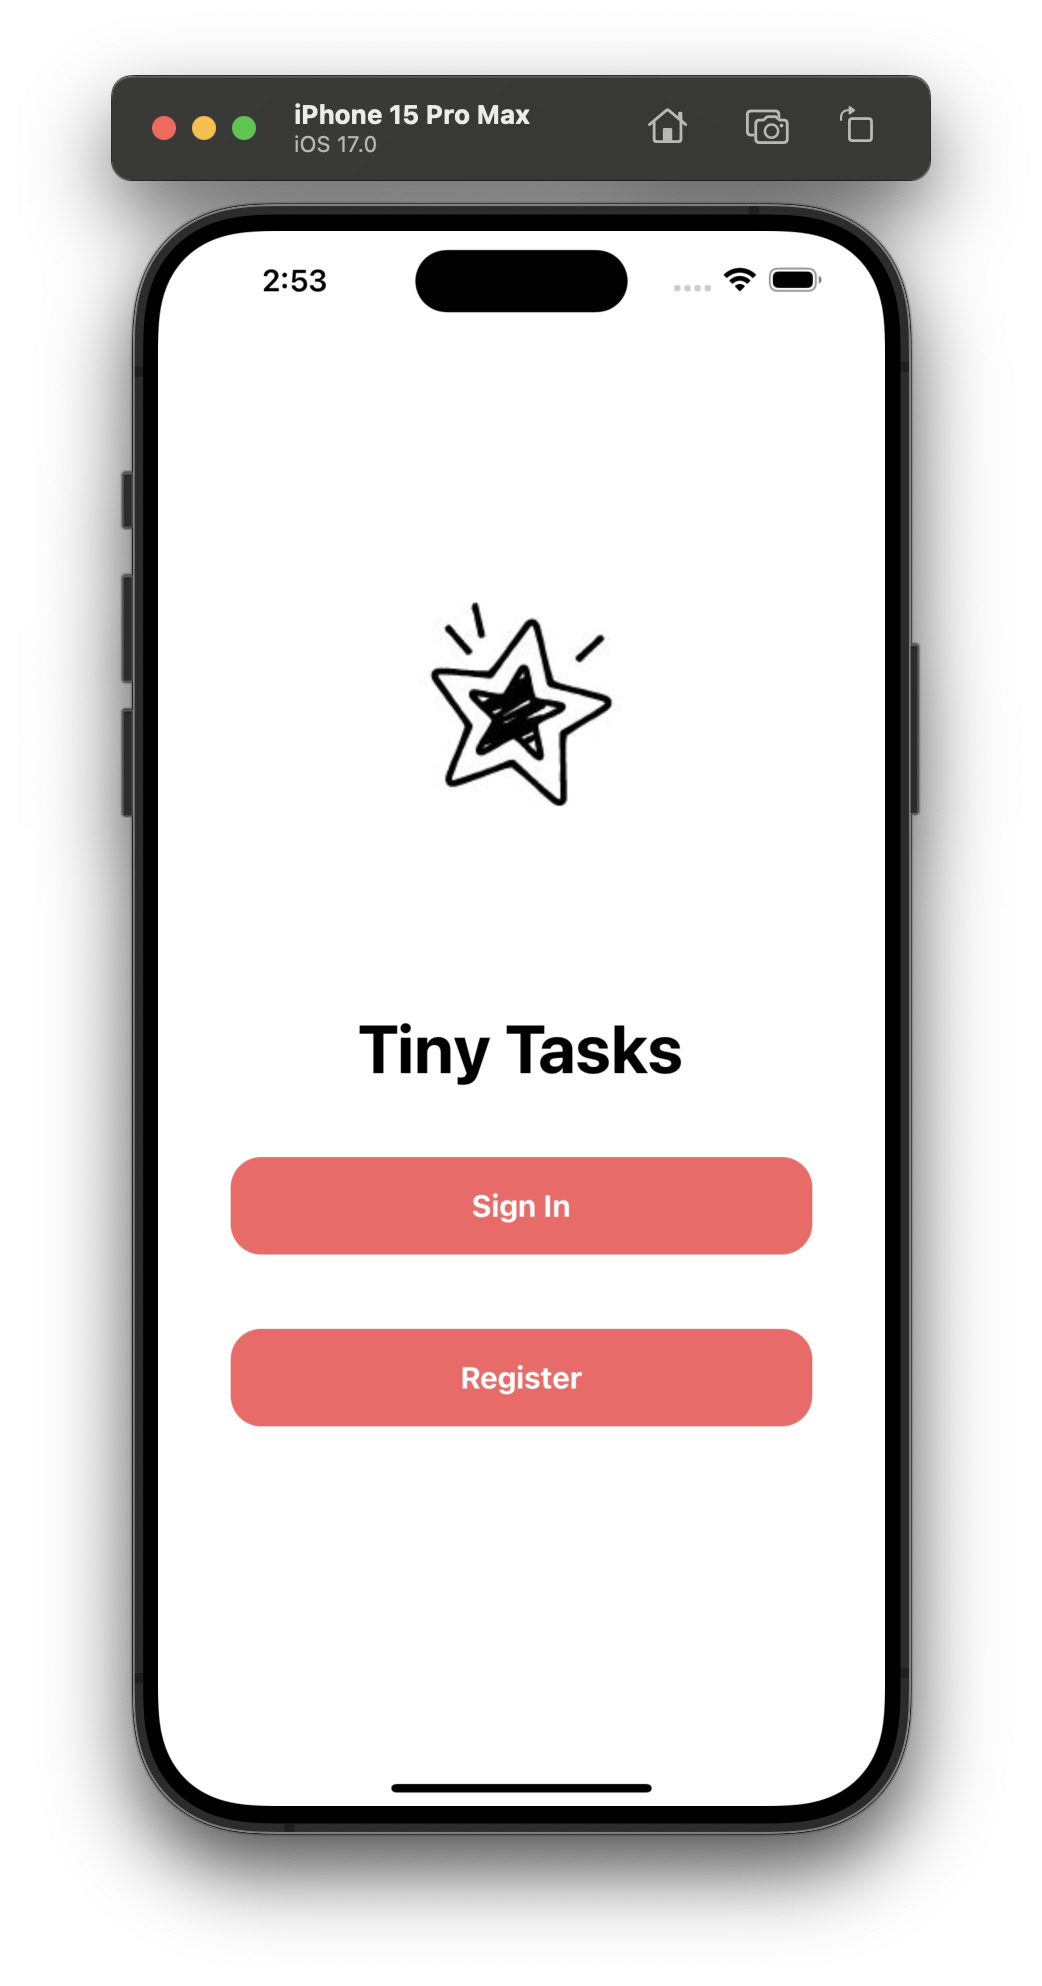 iPhone 15 Pro Max
iOS 17.0
2:53
Tiny Tasks
Sign In
Register